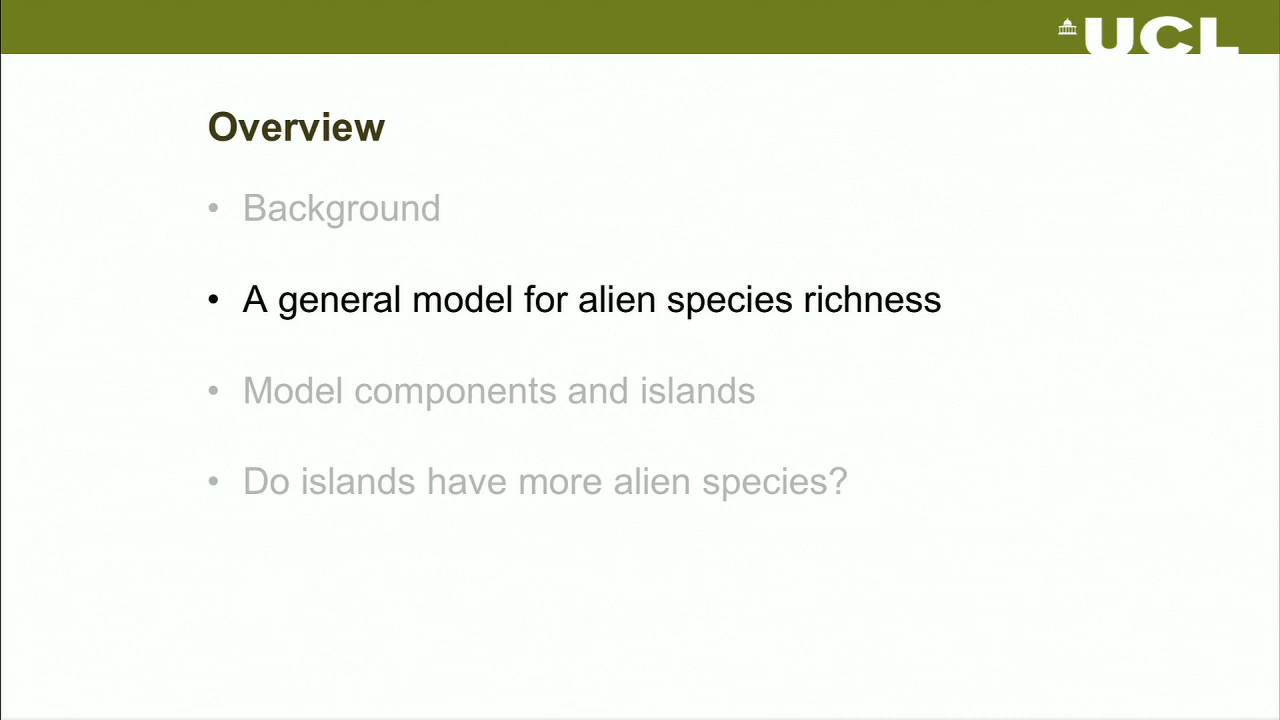 UCL
Overview
• Background
• A general model for alien species richness
• Model components and islands
• Do islands have more alien species?